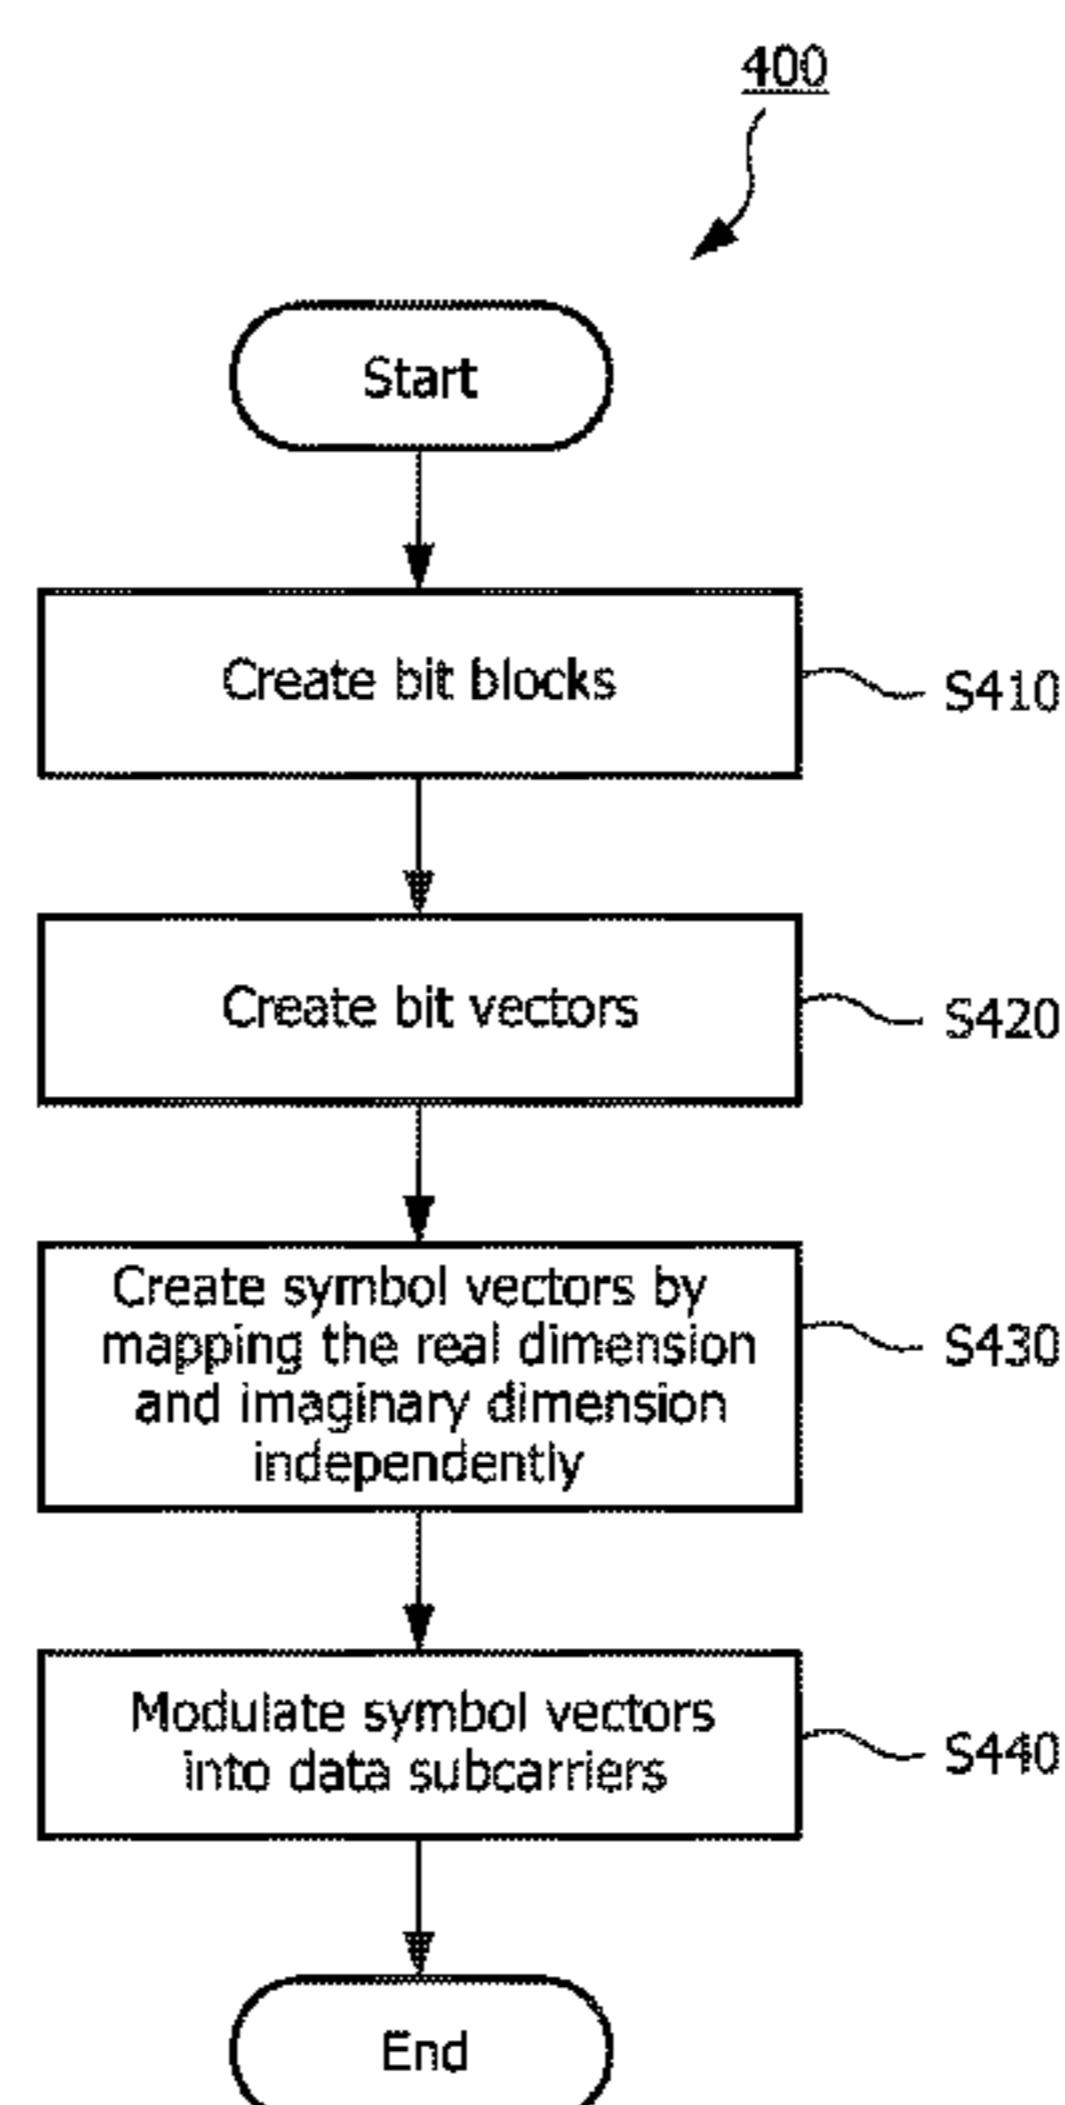 400
Start
Create bit blocks
S410
Create bit vectors
S420
Create symbol vectors by
mapping the real dimension
and imaginary dimension
independently
S430
Modulate symbol vectors
into data subcarriers
S440
End